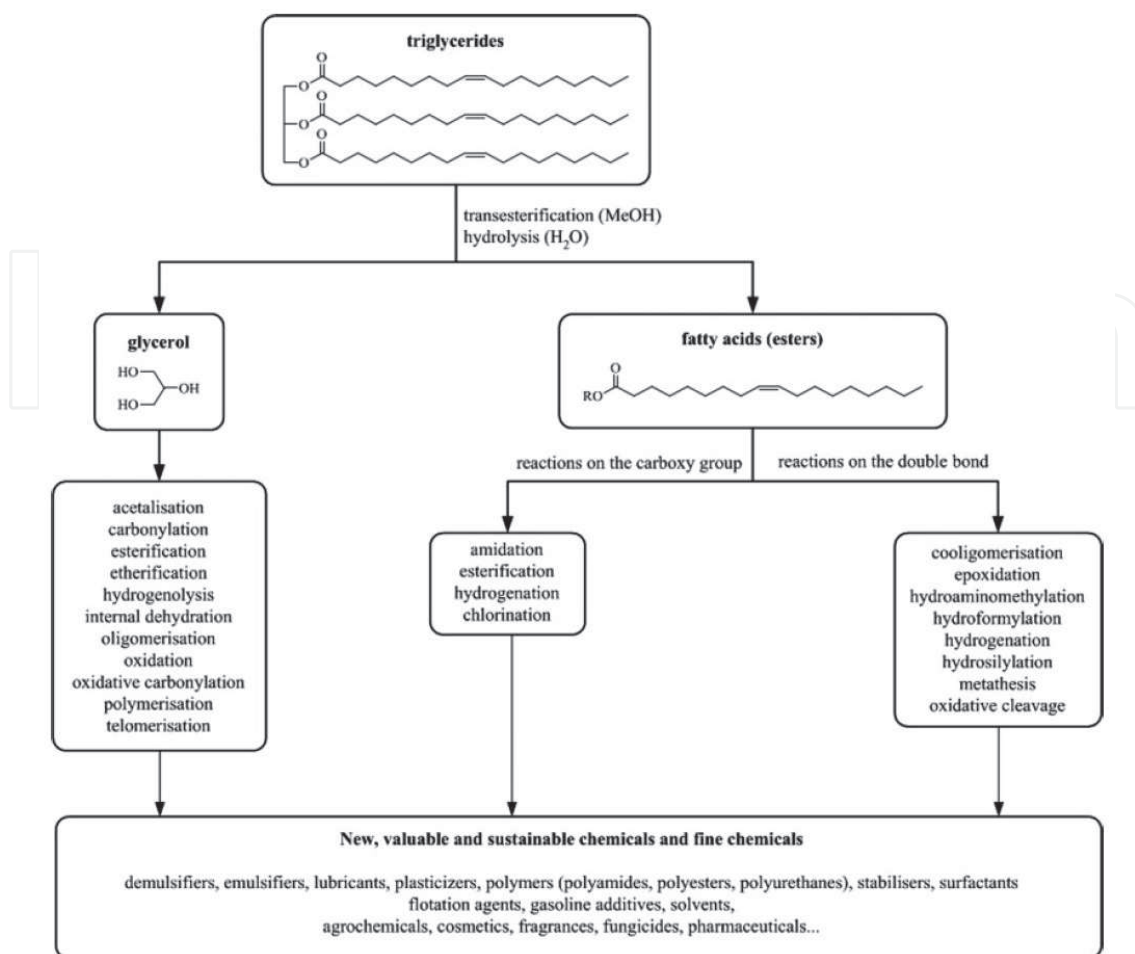 triglycerides
O
O
O
O
O
O
transesterification (MeOH)
hydrolysis (H₂O)
glycerol
HO
OH
HO
fatty acids (esters)
O
RO
reactions on the carboxy group
reactions on the double bond
acetalisation
carbonylation
esterification
etherification
hydrogenolysis
internal dehydration
oligomerisation
oxidation
oxidative carbonylation
polymerisation
telomerisation
amidation
esterification
hydrogenation
chlorination
cooligomerisation
epoxidation
hydroaminomethylation
hydroformylation
hydrogenation
hydrosilylation
metathesis
oxidative cleavage
New, valuable and sustainable chemicals and fine chemicals
demulsifiers, emulsifiers, lubricants, plasticizers, polymers (polyamides, polyesters, polyurethanes), stabilisers, surfactants
flotation agents, gasoline additives, solvents,
agrochemicals, cosmetics, fragrances, fungicides, pharmaceuticals...